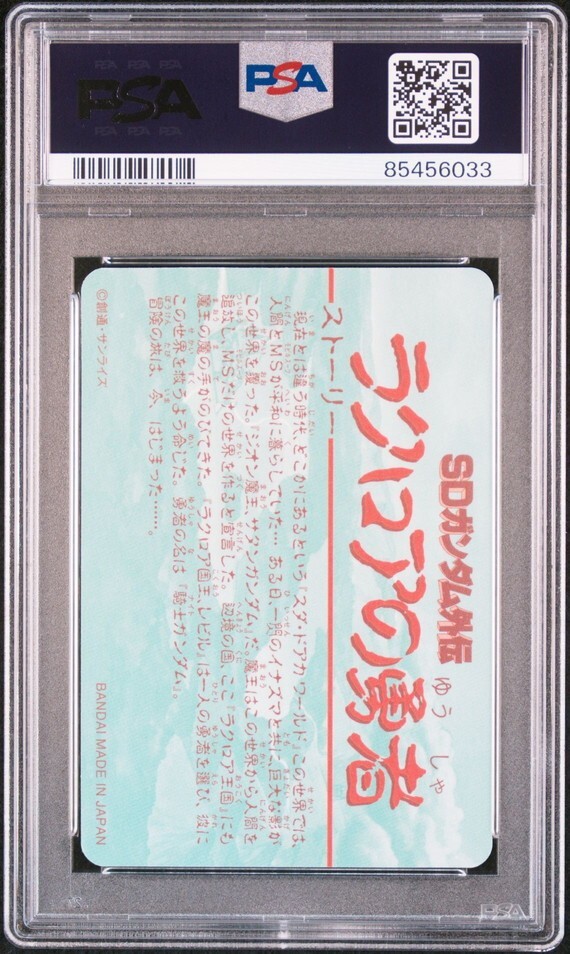 PSA PSA PSA
PSA
PSA PSA PSA
PSA
85456033
SDガンダム外伝
ラクロアの勇者
ゆうしゃ
ストーリー
現在とは違う時代、どこかにあるという『スダ・ドアカワールド』この世界では、
人間とMSが平和に暮らしていた…ある日一閃のイナズマと共に、巨大な影が
この世界を覆った。『ジオン魔王、サタンガンダム』だ。魔王はこの世界から人間を
追放し、MSだけの世界を作ると宣言した。辺境の国、ここ『ラクロア王国』にも
魔王の魔の手がのびてきた。『ラクロア国王、レビル』は一人の勇者を選び、彼に
この世界を救うよう命じた。勇者の名は『騎士ガンダム』。
冒険の旅は、今、はじまった……。
©創通・サンライズ
BANDAI MADE IN JAPAN
PSA